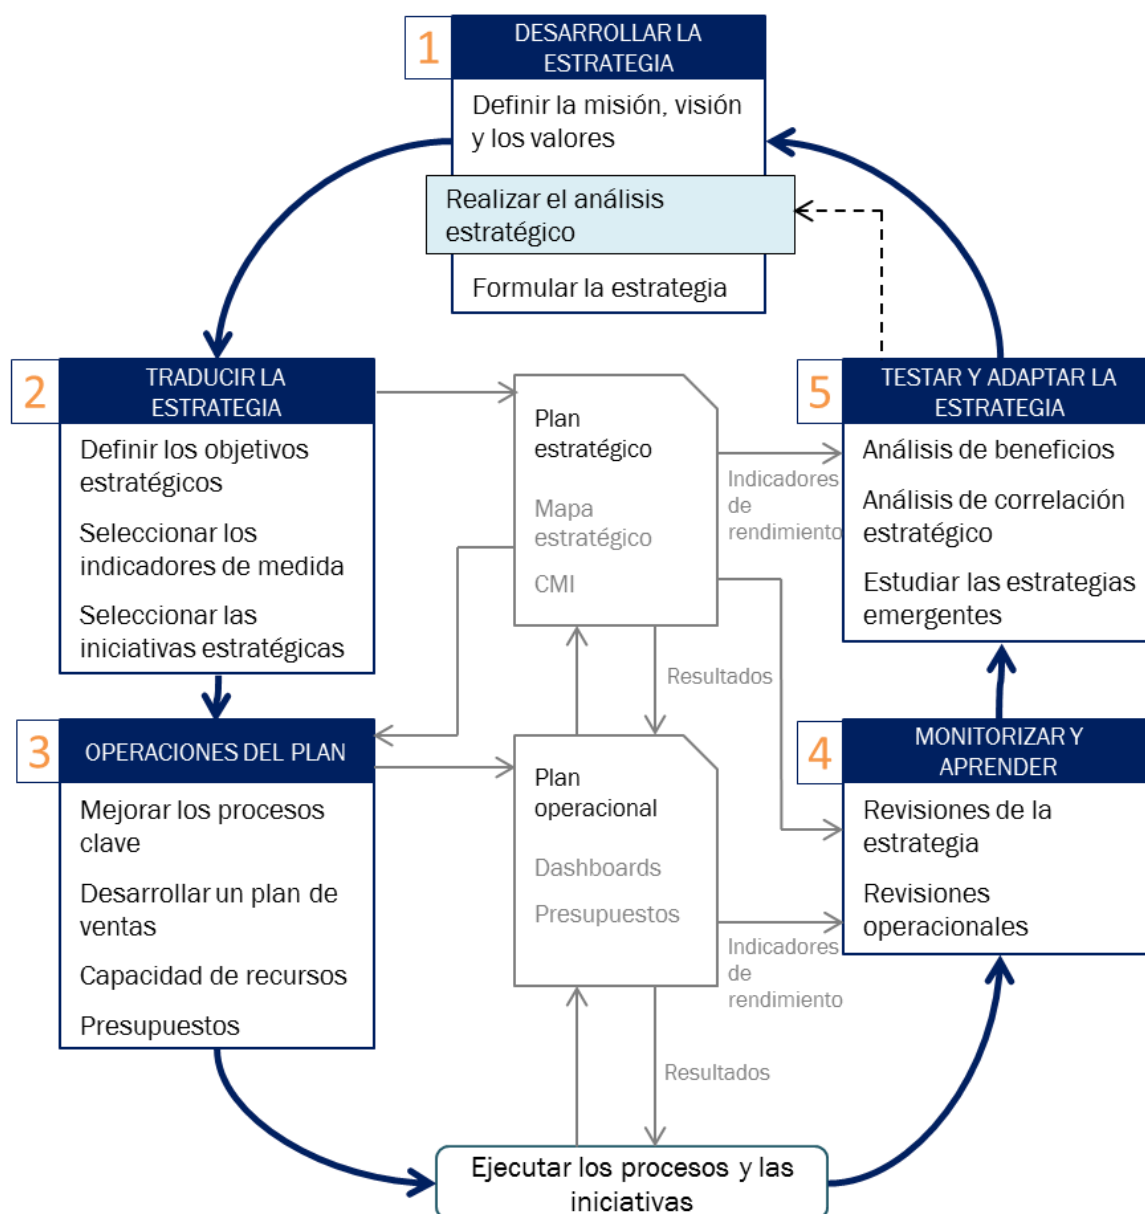 1
DESARROLLAR LA
ESTRATEGIA
Definir la misión, visión
y los valores
Realizar el análisis
estratégico
Formular la estrategia
2
TRADUCIR LA
ESTRATEGIA
Definir los objetivos
estratégicos
Seleccionar los
indicadores de medida
Seleccionar las
iniciativas estratégicas
Plan
estratégico
Mapa
estratégico
CMI
Indicadores
de
rendimiento
5
TESTAR Y ADAPTAR LA
ESTRATEGIA
Análisis de beneficios
Análisis de correlación
estratégico
Estudiar las estrategias
emergentes
Resultados
3
OPERACIONES DEL PLAN
Mejorar los procesos
clave
Desarrollar un plan de
ventas
Capacidad de recursos
Presupuestos
Plan
operacional
Dashboards
Presupuestos
Indicadores
de
rendimiento
4
MONITORIZAR Y
APRENDER
Revisiones de la
estrategia
Revisiones
operacionales
Resultados
Ejecutar los procesos y las
iniciativas